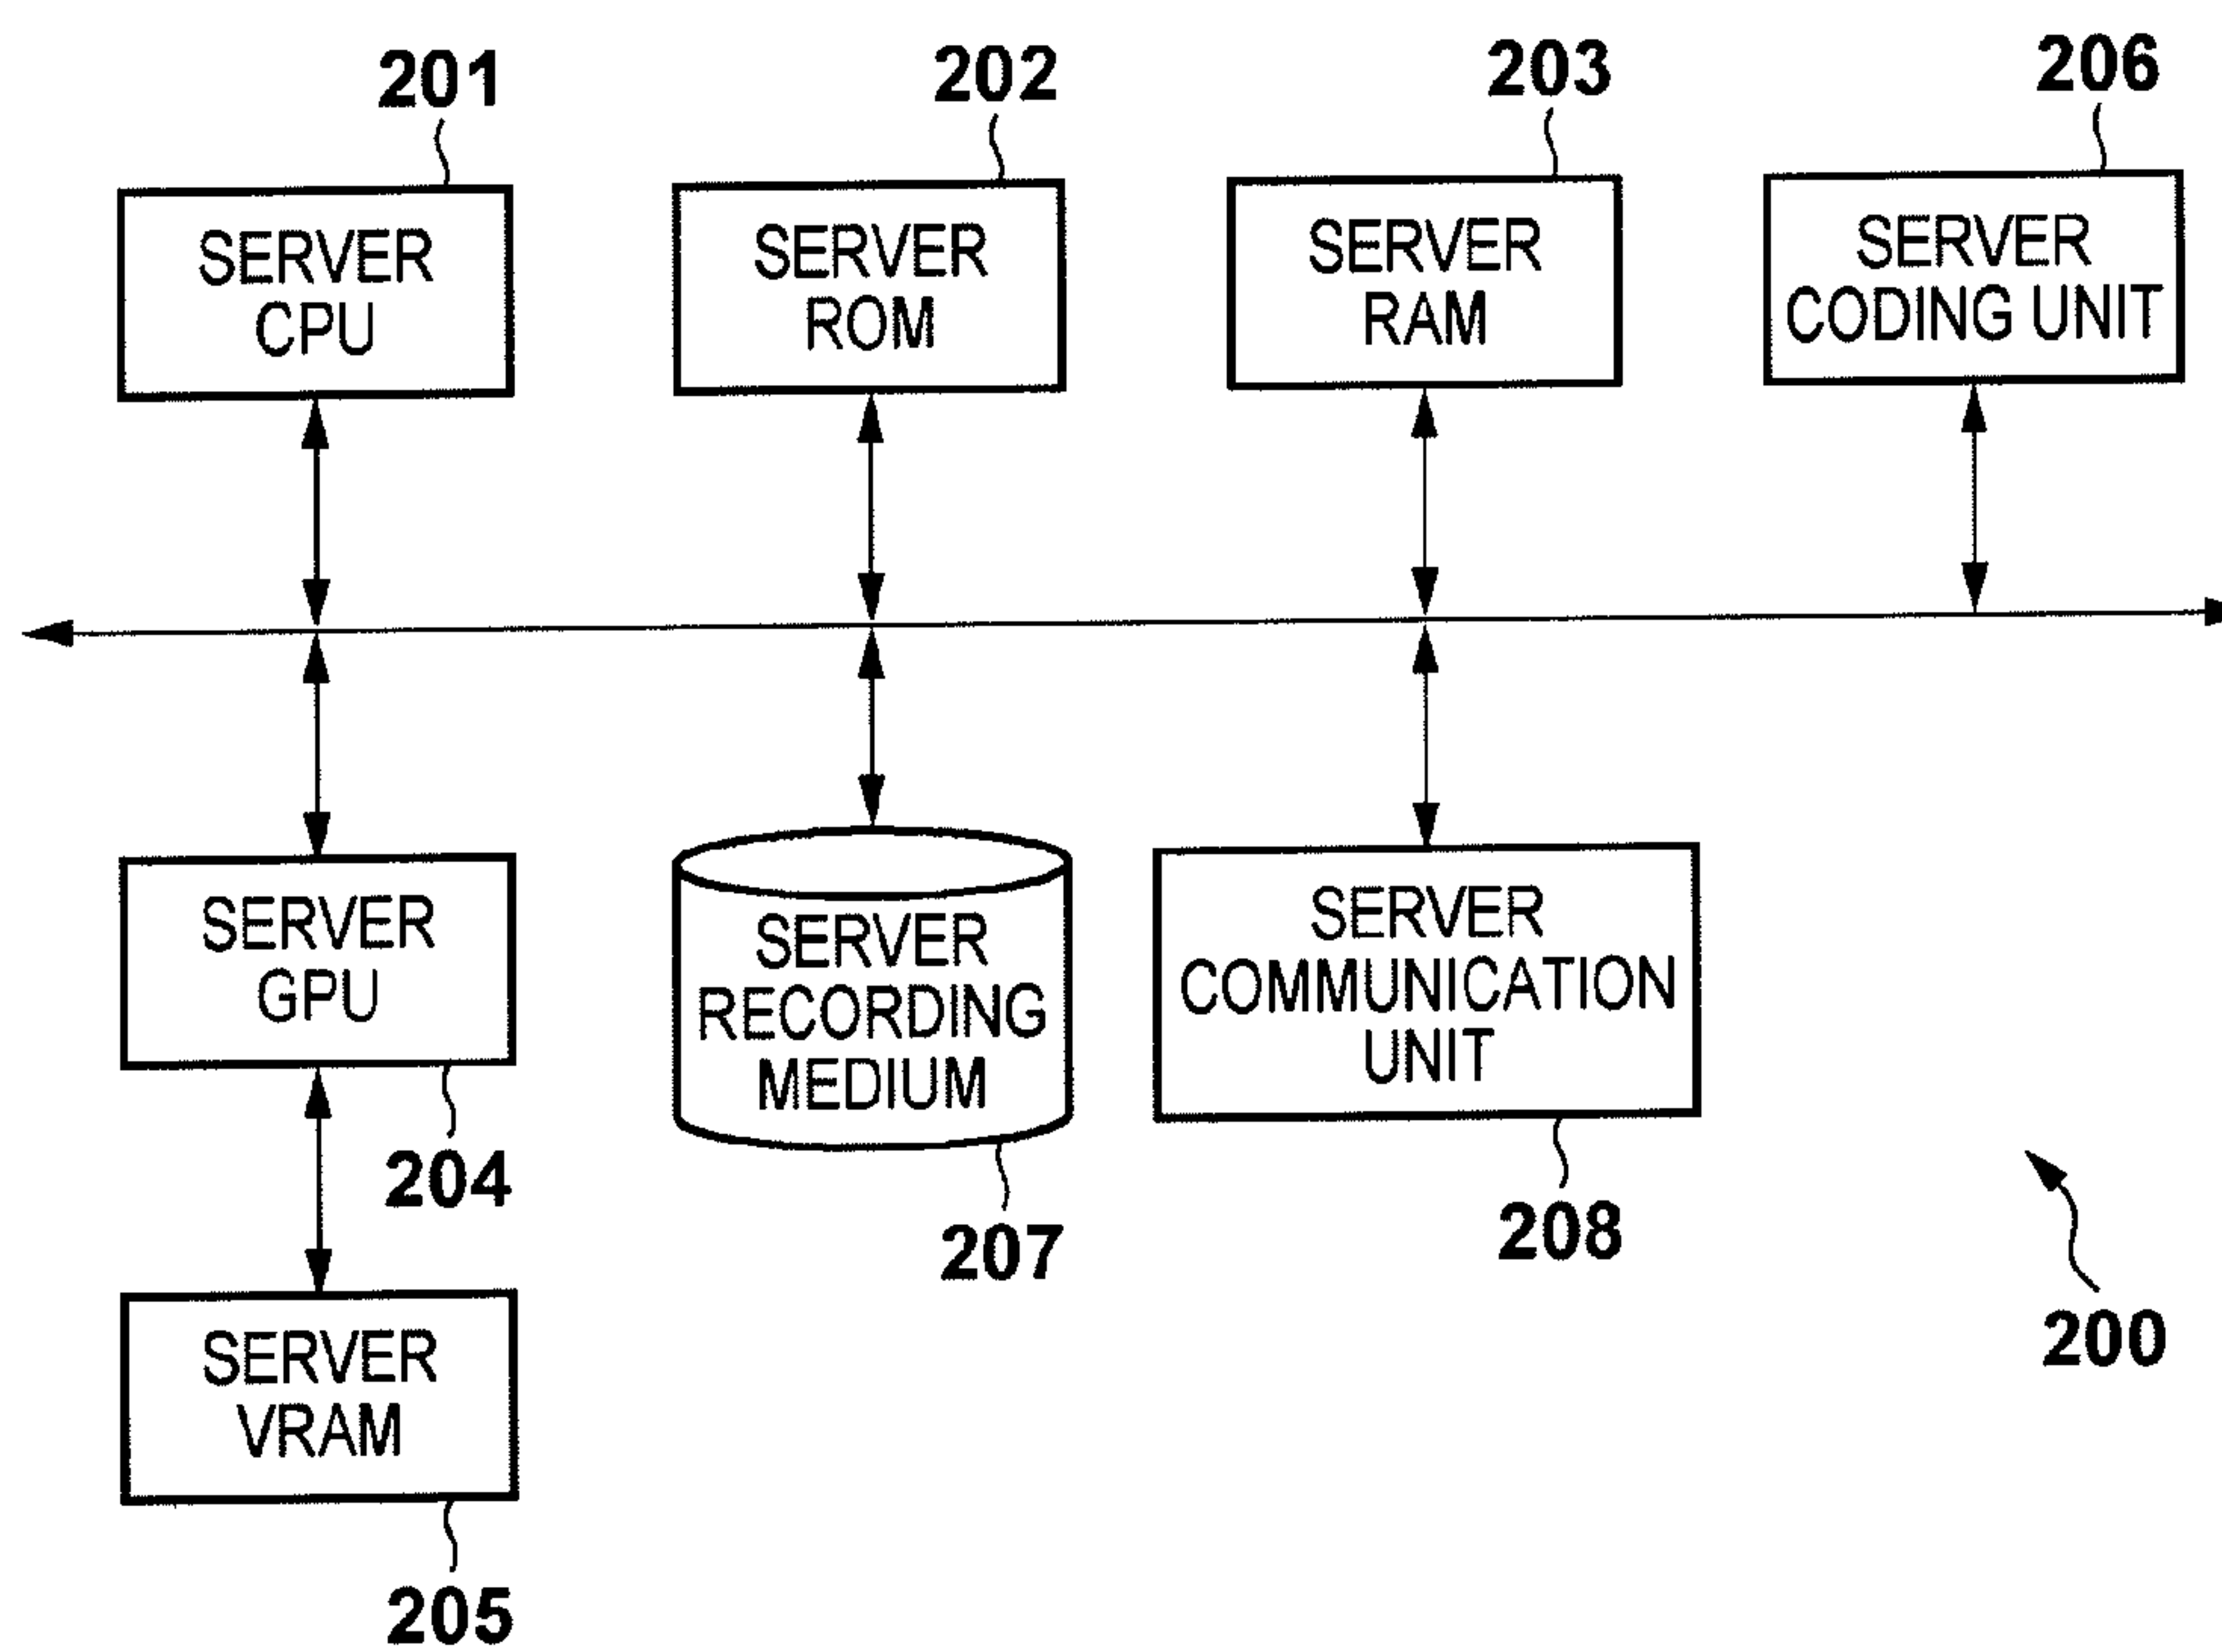 201
202
203
206
SERVER
CPU
SERVER
ROM
SERVER
RAM
SERVER
CODING UNIT
SERVER
GPU
SERVER
RECORDING
MEDIUM
SERVER
COMMUNICATION
UNIT
204
207
208
200
SERVER
VRAM
205